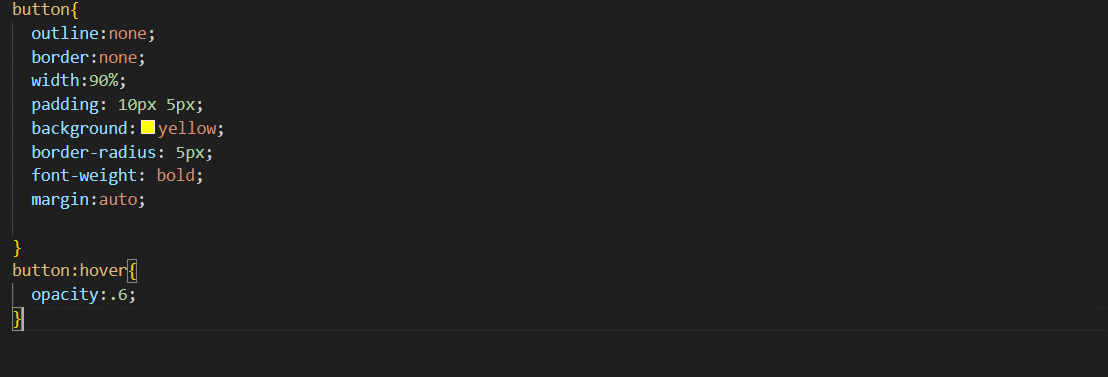 button{
outline:none;
border:none;
width:90%;
padding: 10px 5px;
background:yellow;
border-radius: 5px;
font-weight: bold;
margin:auto;
}
button:hover{
opacity:.6;
}